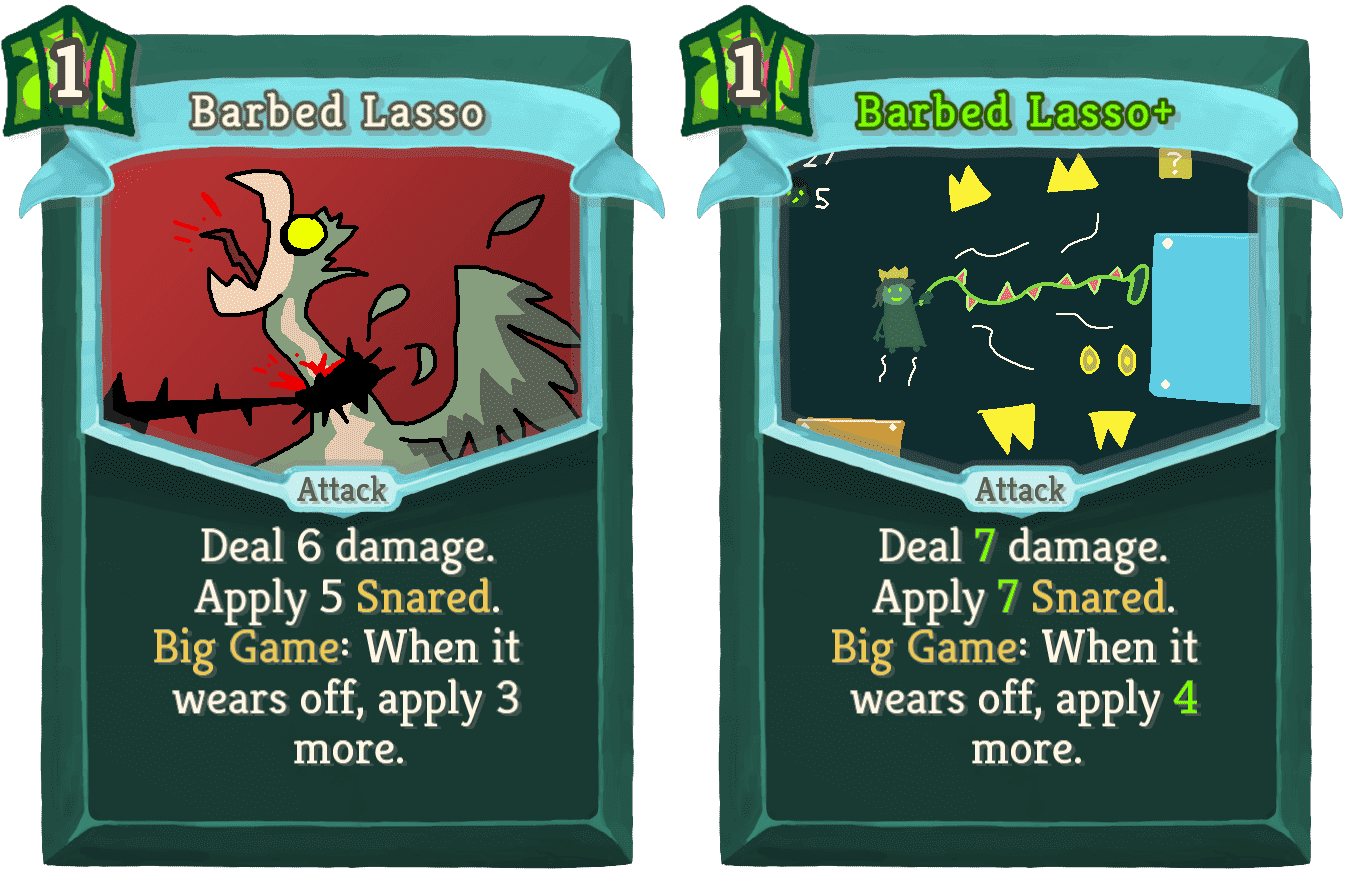 1
Barbed Lasso
Attack
Deal 6 damage.
Apply 5 Snared.
Big Game: When it
wears off, apply 3
more.
1
Barbed Lasso+
?
5
Attack
Deal 7 damage.
Apply 7 Snared.
Big Game: When it
wears off, apply 4
more.